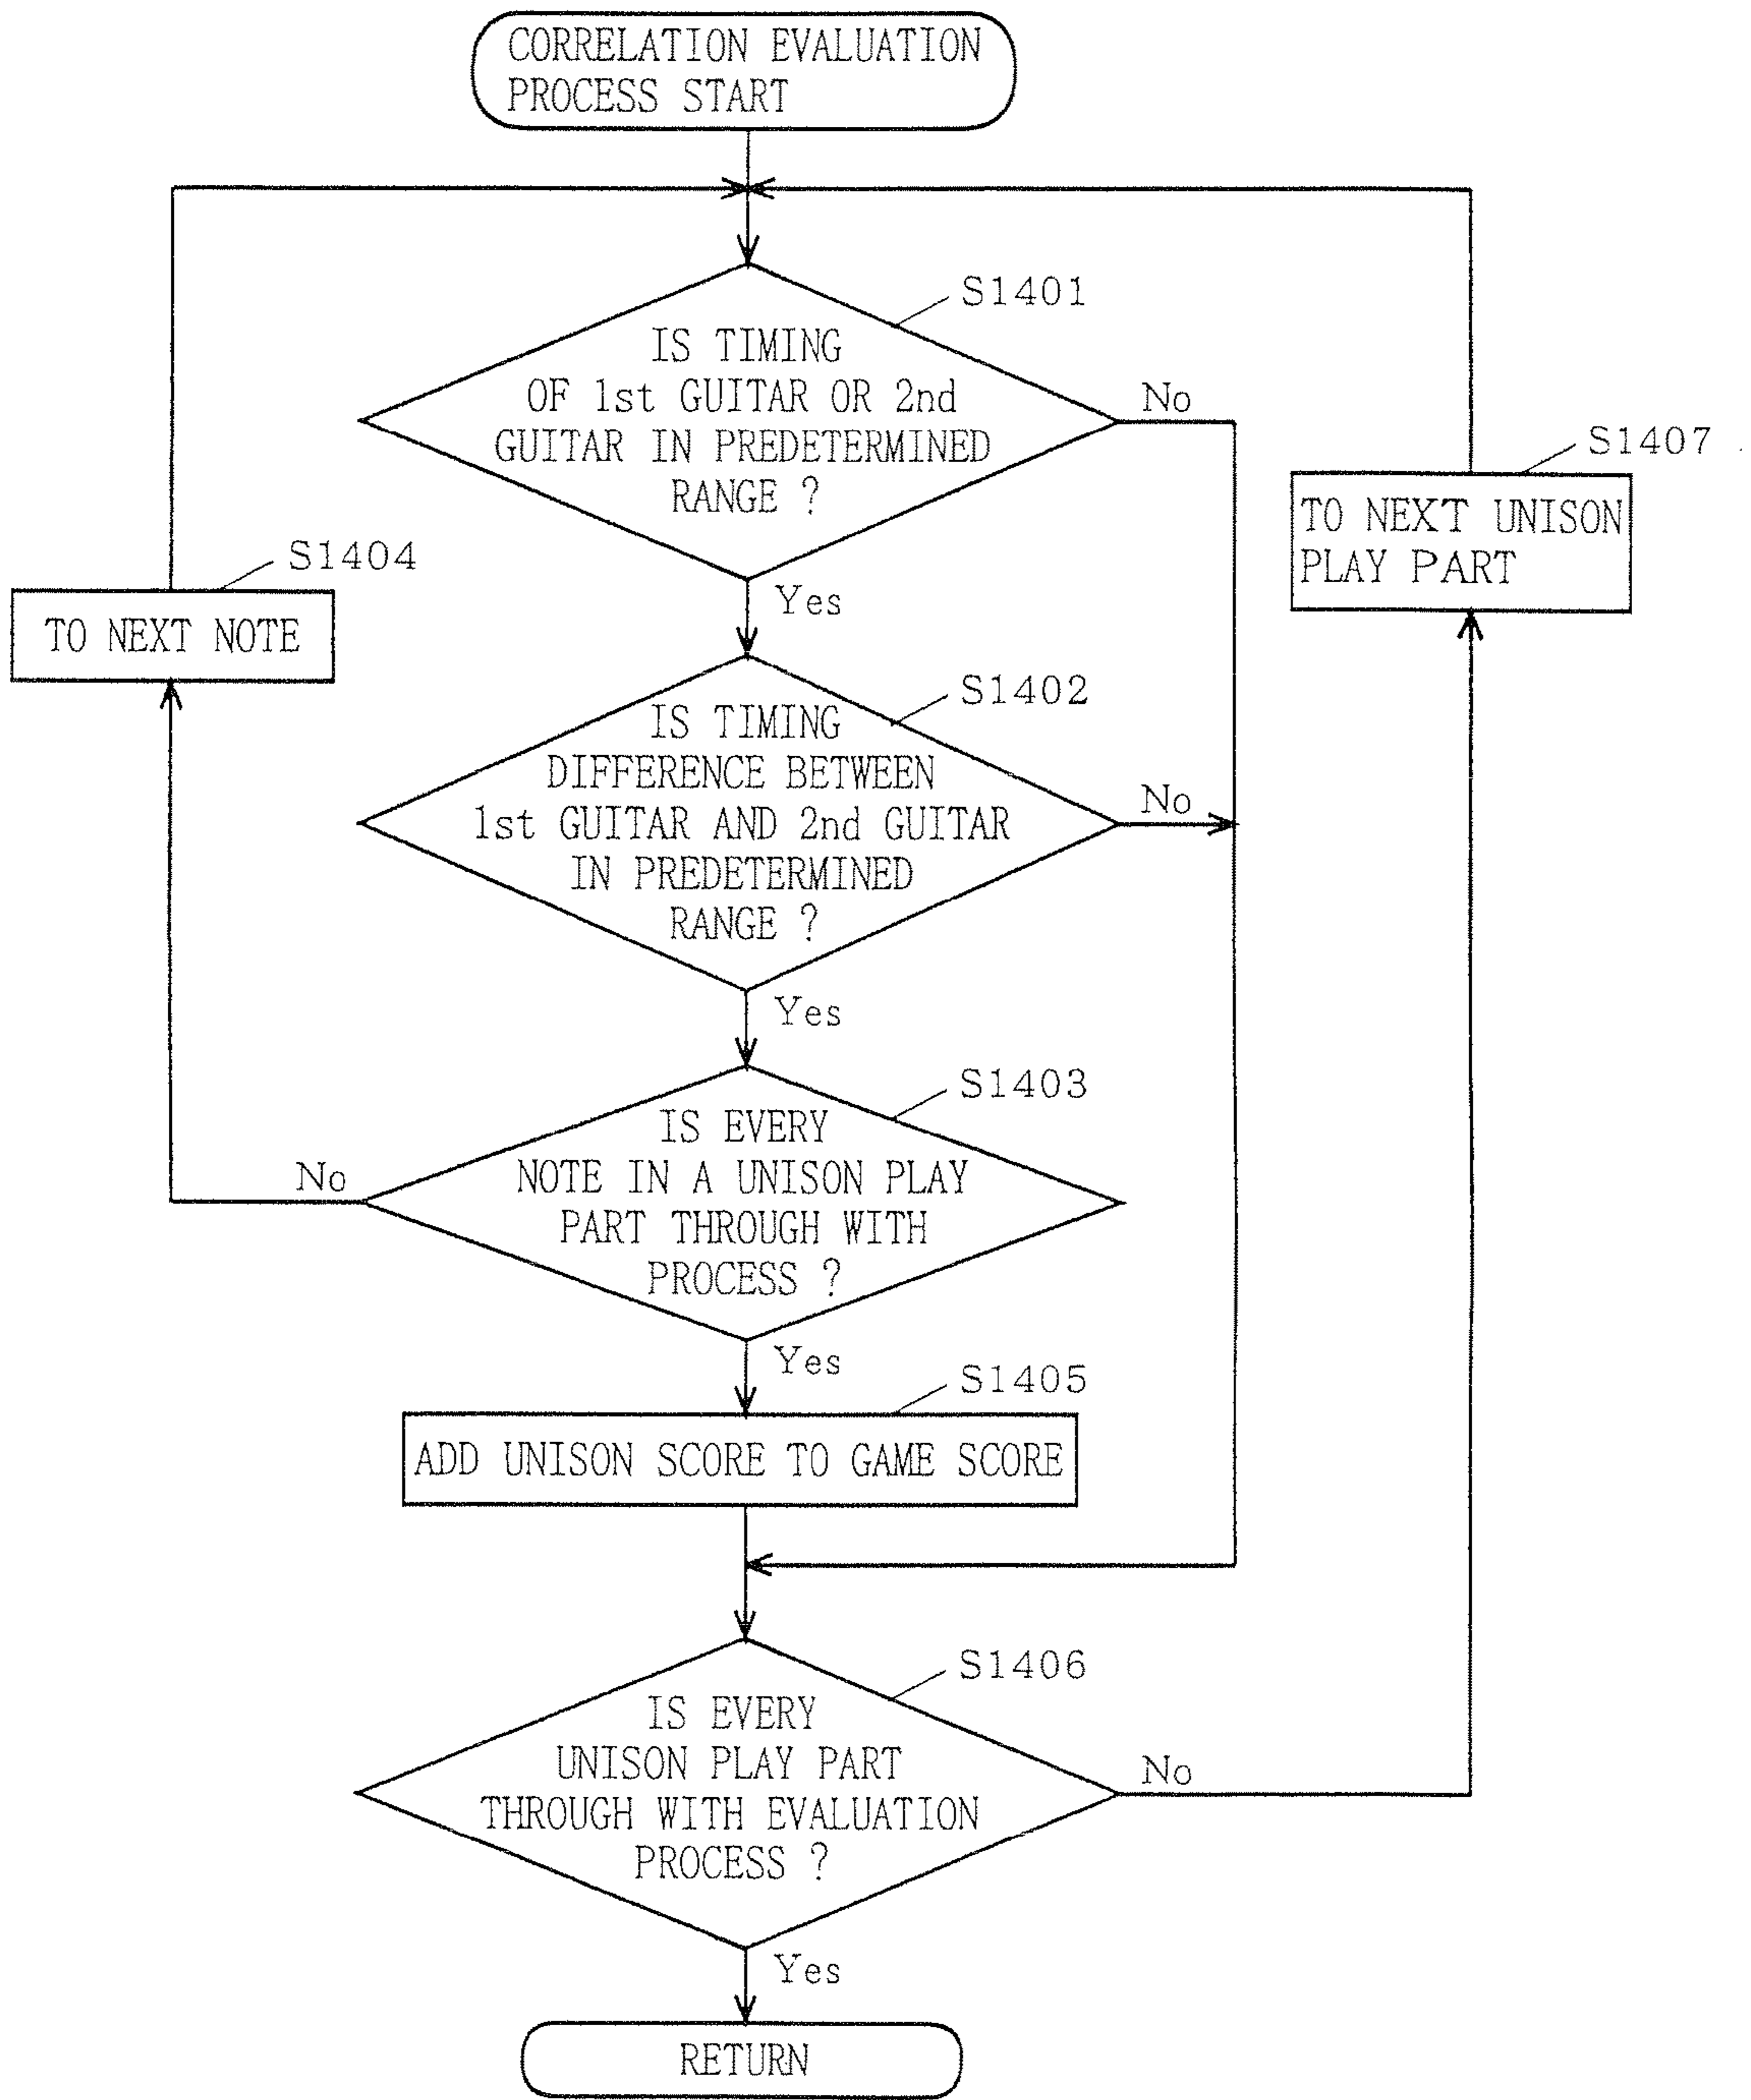 CORRELATION EVALUATION
PROCESS START
S1401
IS TIMING
OF 1st GUITAR OR 2nd
GUITAR IN PREDETERMINED
RANGE ?
No
Yes
S1407
TO NEXT UNISON
PLAY PART
S1404
TO NEXT NOTE
S1402
IS TIMING
DIFFERENCE BETWEEN
1st GUITAR AND 2nd GUITAR
IN PREDETERMINED
RANGE ?
No
Yes
S1403
IS EVERY
NOTE IN A UNISON PLAY
PART THROUGH WITH
PROCESS ?
No
Yes
S1405
ADD UNISON SCORE TO GAME SCORE
S1406
IS EVERY
UNISON PLAY PART
THROUGH WITH EVALUATION
PROCESS ?
No
Yes
RETURN